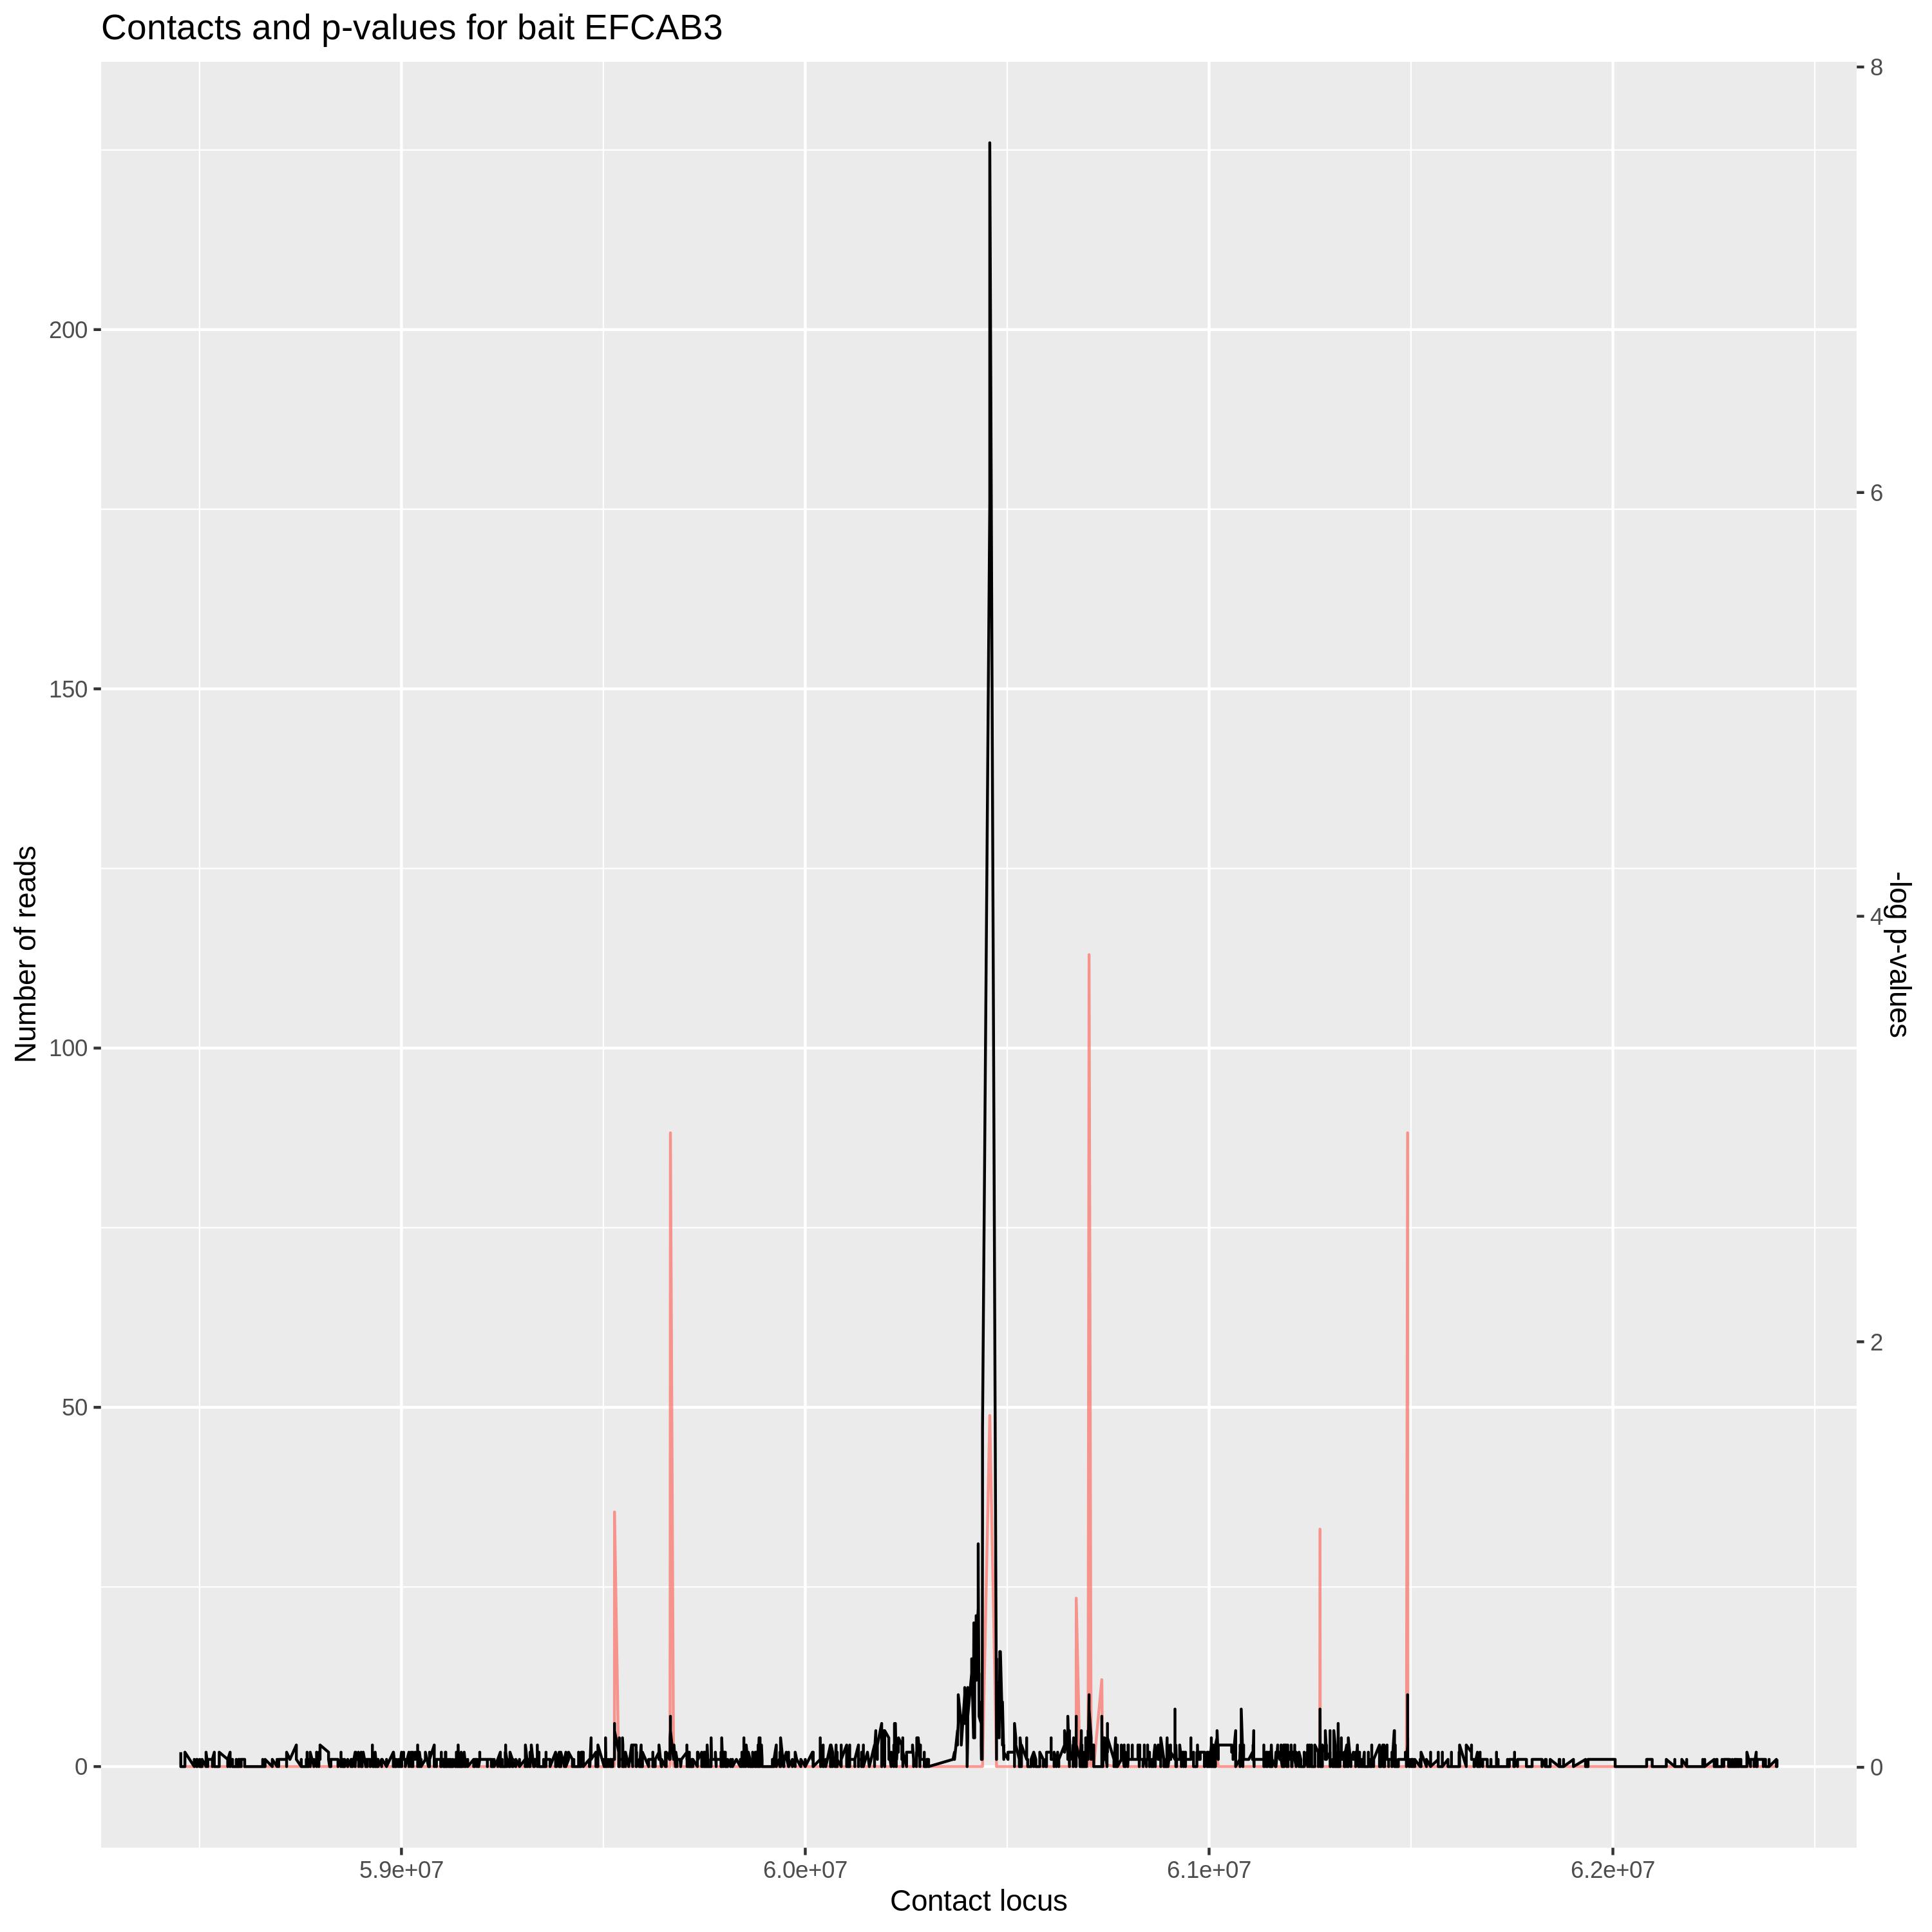 Contacts and p-values for bait EFCAB3
Number of reads
200
150
100
50
0
8
6
4
2
0
-log p-values
5.9e+07 6.0e+07 6.1e+07 6.2e+07
Contact locus